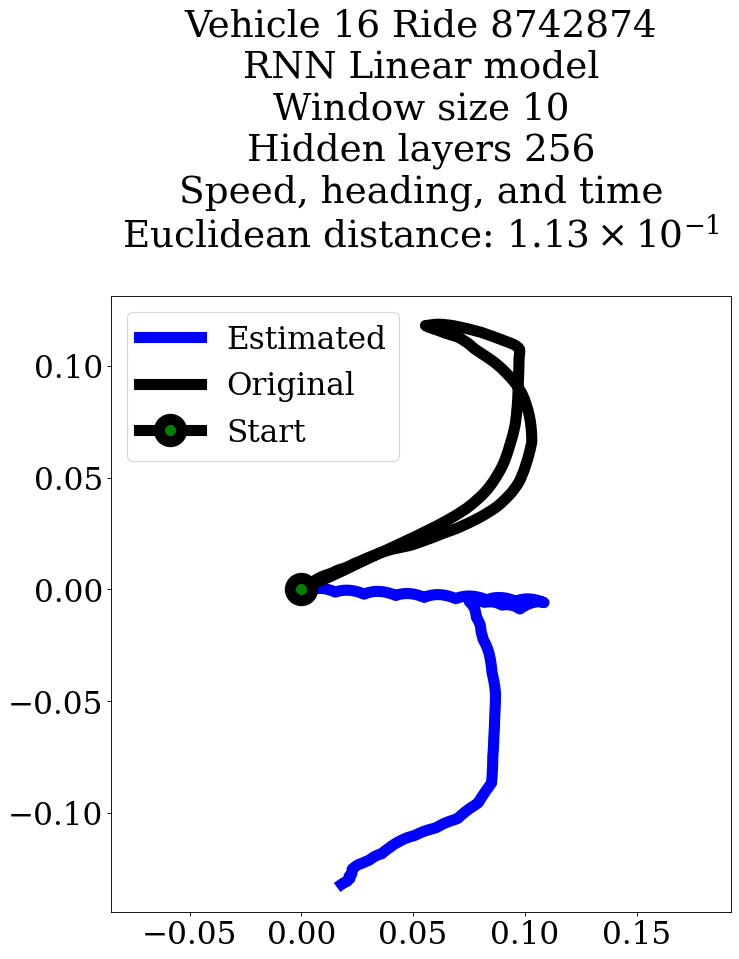 Vehicle 16 Ride 8742874
RNN Linear model
Window size 10
Hidden layers 256
Speed, heading, and time
Euclidean distance: 1.13 × 10⁻¹
Estimated
Original
Start
0.10
0.05
0.00
−0.05
−0.10
−0.05
0.00
0.05
0.10
0.15